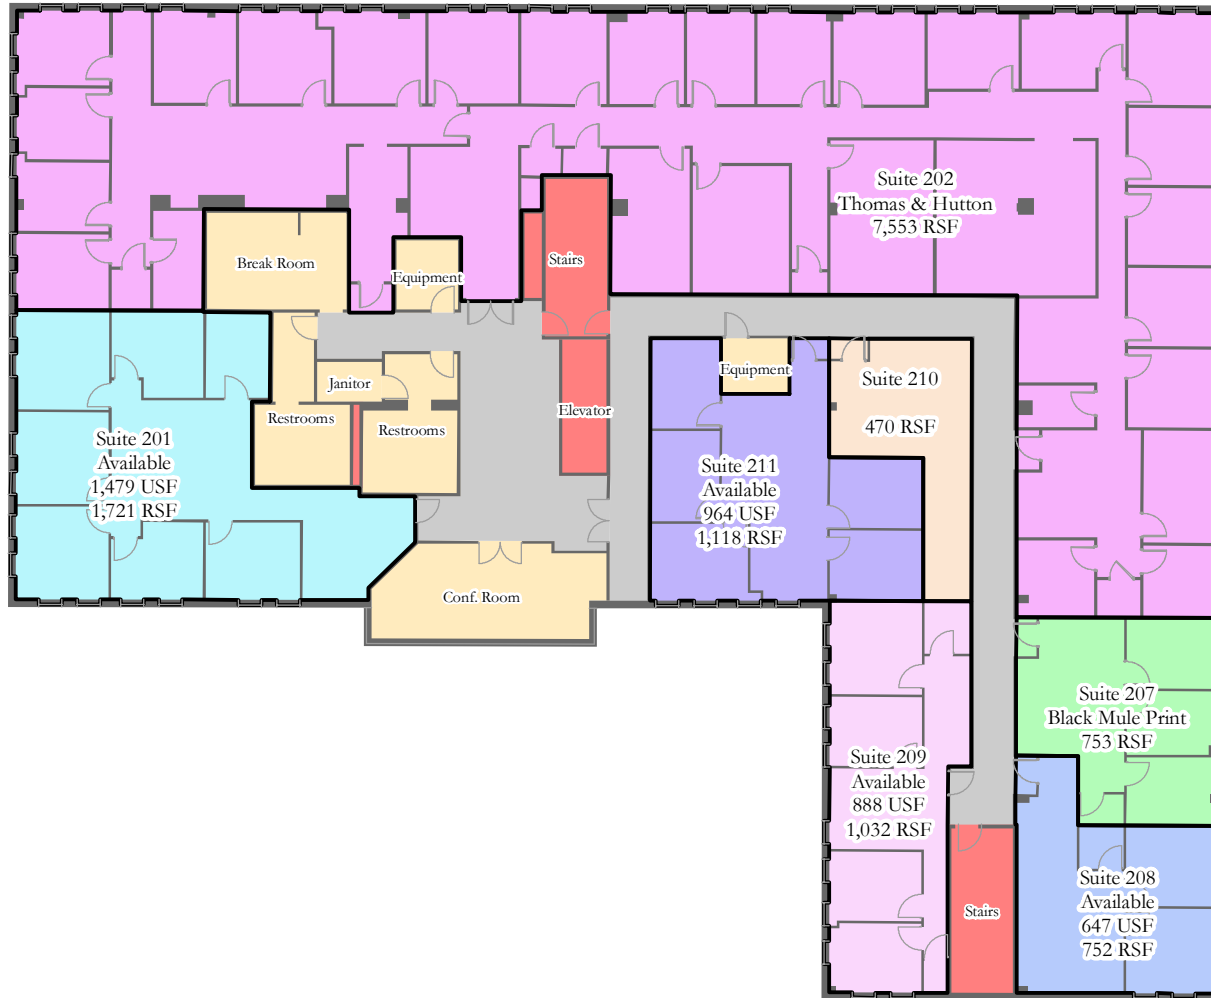 Suite 202
Thomas & Hutton
7,553 RSF
Break Room
Equipment
Stairs
Janitor
Restrooms
Restrooms
Elevator
Equipment
Suite 210
470 RSF
Suite 201
Available
1,479 USF
1,721 RSF
Suite 211
Available
964 USF
1,118 RSF
Conf. Room
Suite 207
Black Mule Print
753 RSF
Suite 209
Available
888 USF
1,032 RSF
Stairs
Suite 208
Available
647 USF
752 RSF